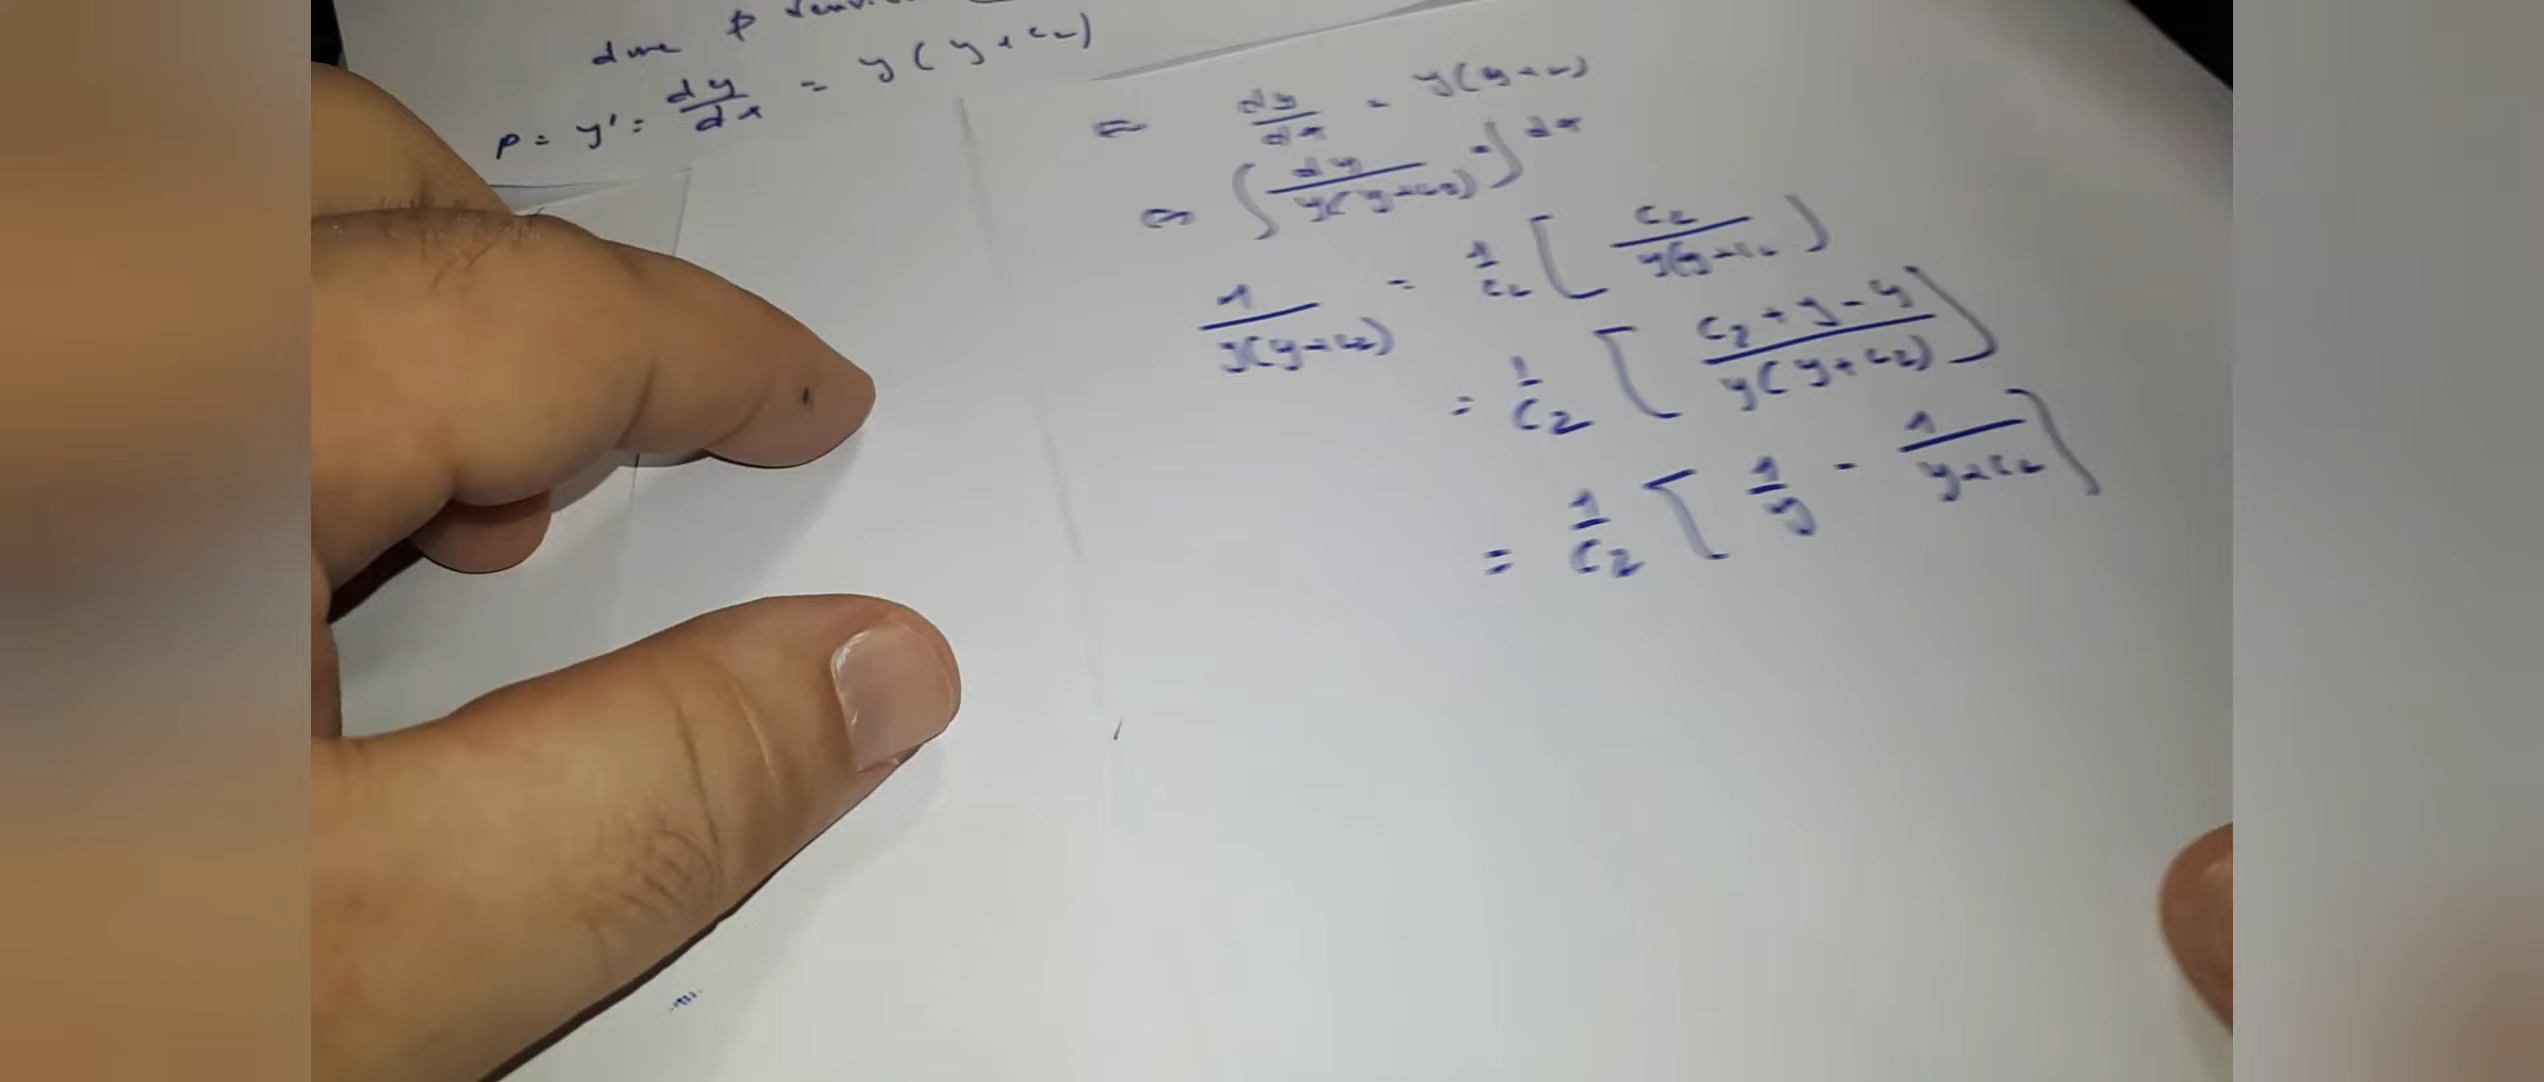 p = y' = dy/dx = y(y+c₂)
⇔ dy/dx = y(y+c₂)
⇔ ∫ dy/(y(y+c₂)) = ∫ dx
1/(y(y+c₂)) = 1/c₂ [ c₂/(y(y+c₂)) ]
= 1/c₂ [ (c₂+y-y)/(y(y+c₂)) ]
= 1/c₂ [ 1/y - 1/(y+c₂) ]